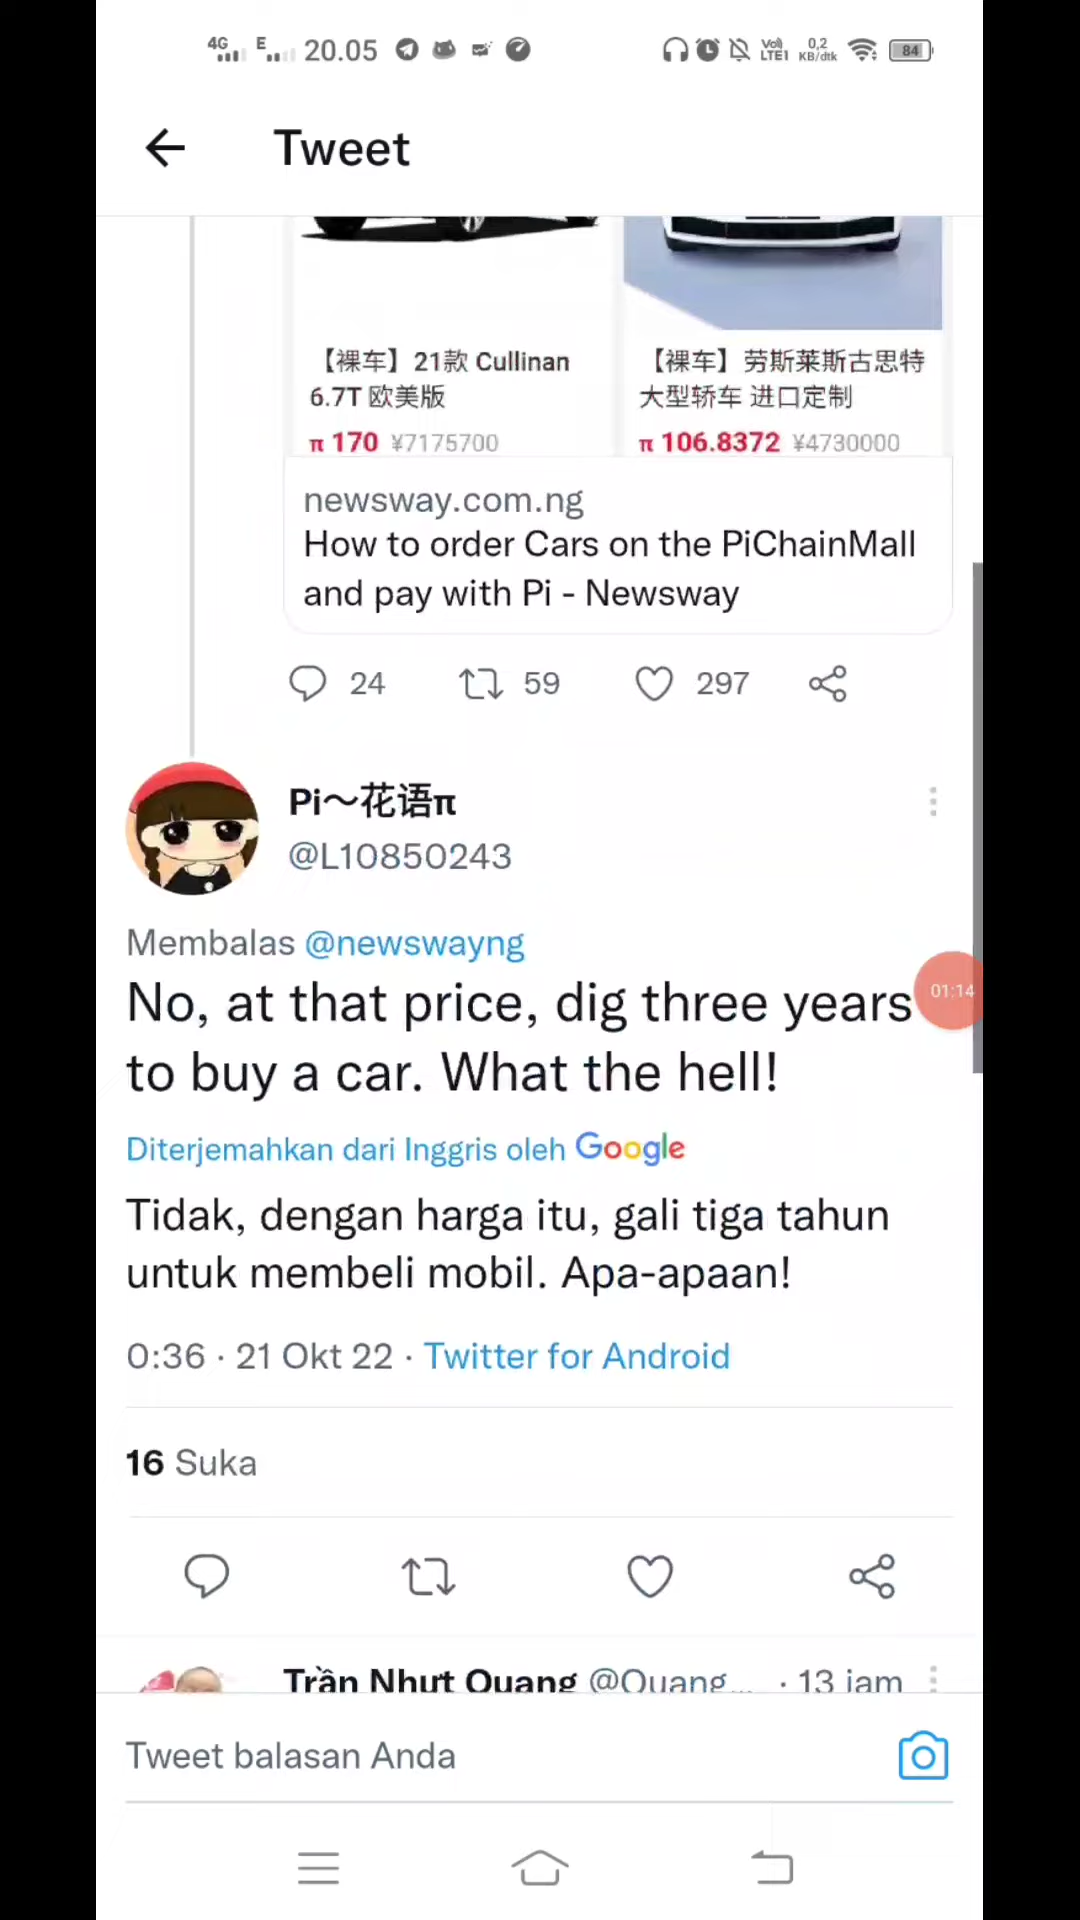 4G E 20.05 Vo) LTE1 0,2 KB/dtk 84
Tweet
【裸车】21款 Cullinan
6.7T 欧美版
π 170 ¥7175700
【裸车】劳斯莱斯古思特
大型轿车 进口定制
π 106.8372 ¥4730000
newsway.com.ng
How to order Cars on the PiChainMall
and pay with Pi - Newsway
24 59 297
Pi～花语π
@L10850243
Membalas @newswayng
No, at that price, dig three years
to buy a car. What the hell!
01:14
Diterjemahkan dari Inggris oleh Google
Tidak, dengan harga itu, gali tiga tahun
untuk membeli mobil. Apa-apaan!
0:36 · 21 Okt 22 · Twitter for Android
16 Suka
Trần Nhựt Quang @Quang... · 13 jam
Tweet balasan Anda